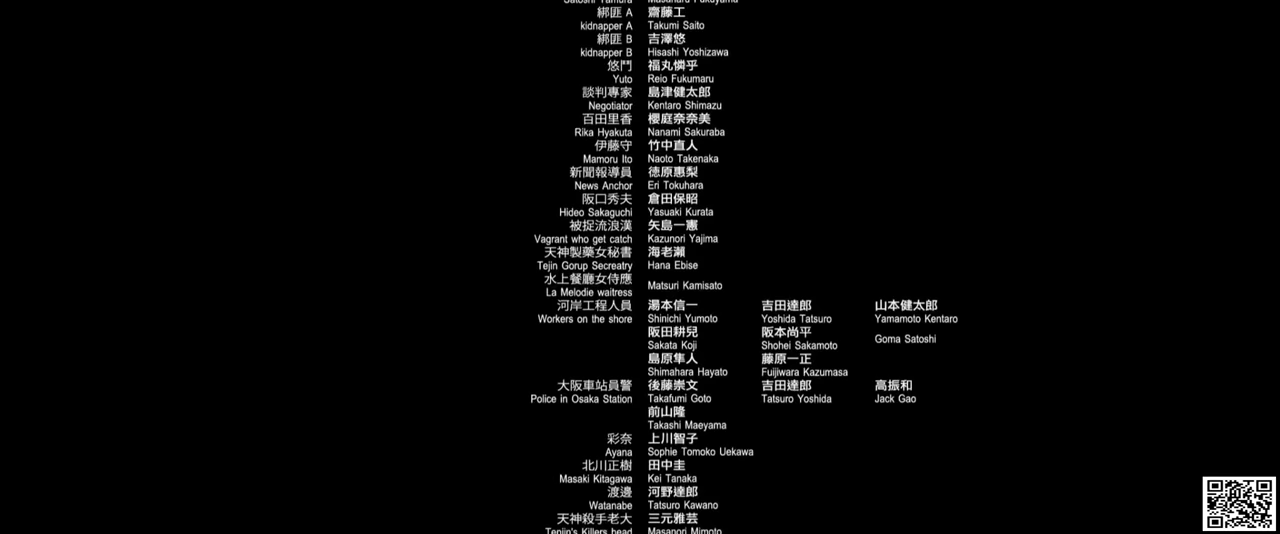 Satoshi Yamura Masaharu Fukuyama
綁匪 A 齋藤工
kidnapper A Takumi Saito
綁匪 B 吉澤悠
kidnapper B Hisashi Yoshizawa
悠鬥 福丸憐乎
Yuto Reio Fukumaru
談判專家 島津健太郎
Negotiator Kentaro Shimazu
百田里香 櫻庭奈奈美
Rika Hyakuta Nanami Sakuraba
伊藤守 竹中直人
Mamoru Ito Naoto Takenaka
新聞報導員 徳原惠梨
News Anchor Eri Tokuhara
阪口秀夫 倉田保昭
Hideo Sakaguchi Yasuaki Kurata
被捉流浪漢 矢島一憲
Vagrant who get catch Kazunori Yajima
天神製藥女秘書 海老瀨
Tejin Gorup Secreatry Hana Ebise
水上餐廳女侍應
La Melodie waitress Matsuri Kamisato
河岸工程人員 湯本信一 吉田達郎 山本健太郎
Workers on the shore Shinichi Yumoto Yoshida Tatsuro Yamamoto Kentaro
阪田耕兒 阪本尚平
Sakata Koji Shohei Sakamoto Goma Satoshi
島原隼人 藤原一正
Shimahara Hayato Fuijiwara Kazumasa
大阪車站員警 後藤崇文 吉田達郎 高振和
Police in Osaka Station Takafumi Goto Tatsuro Yoshida Jack Gao
前山隆
Takashi Maeyama
彩奈 上川智子
Ayana Sophie Tomoko Uekawa
北川正樹 田中圭
Masaki Kitagawa Kei Tanaka
渡邊 河野達郎
Watanabe Tatsuro Kawano
天神殺手老大 三元雅芸
Tenjin's Killers head Masanori Mimoto